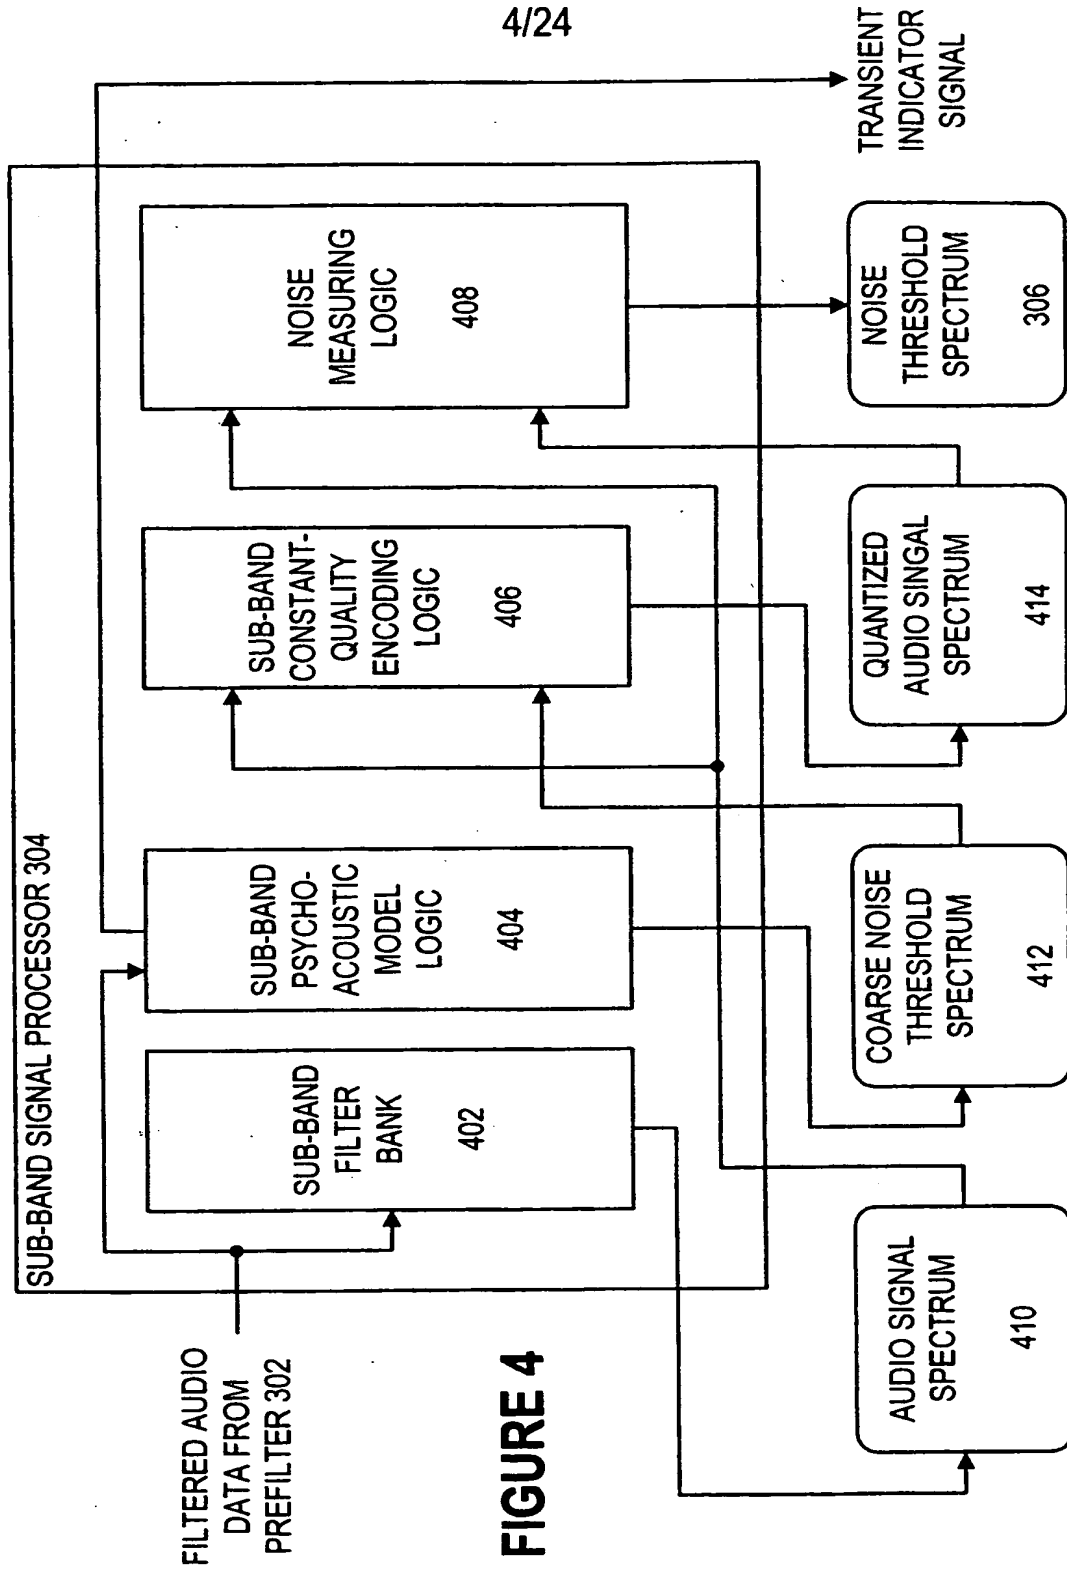 4/24
SUB-BAND SIGNAL PROCESSOR 304
FILTERED AUDIO
DATA FROM
PREFILTER 302
SUB-BAND
FILTER
BANK
402
SUB-BAND
PSYCHO-
ACOUSTIC
MODEL
LOGIC
404
SUB-BAND
CONSTANT-
QUALITY
ENCODING
LOGIC
406
NOISE
MEASURING
LOGIC
408
AUDIO SIGNAL
SPECTRUM
410
COARSE NOISE
THRESHOLD
SPECTRUM
412
QUANTIZED
AUDIO SINGAL
SPECTRUM
414
NOISE
THRESHOLD
SPECTRUM
306
TRANSIENT
INDICATOR
SIGNAL
FIGURE 4